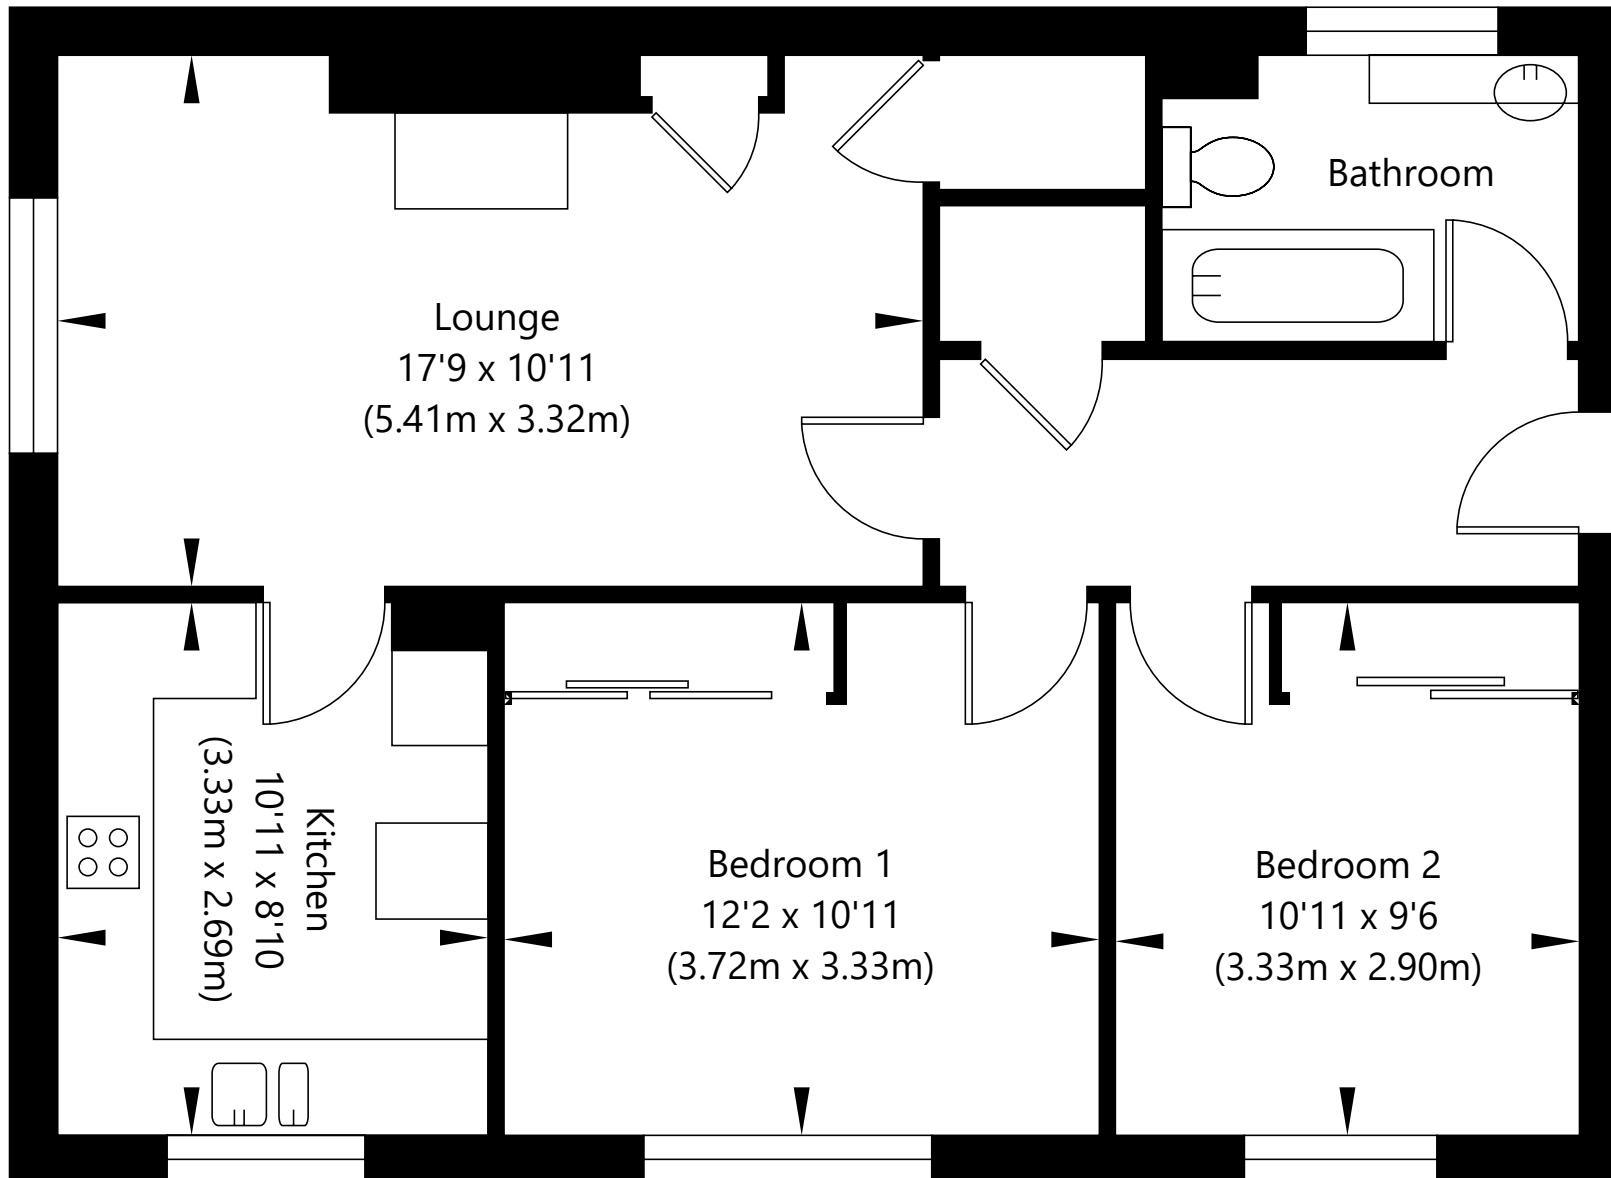 Bathroom
Lounge
17'9 x 10'11
(5.41m x 3.32m)
Kitchen
10'11 x 8'10
(3.33m x 2.69m)
Bedroom 1
12'2 x 10'11
(3.72m x 3.33m)
Bedroom 2
10'11 x 9'6
(3.33m x 2.90m)